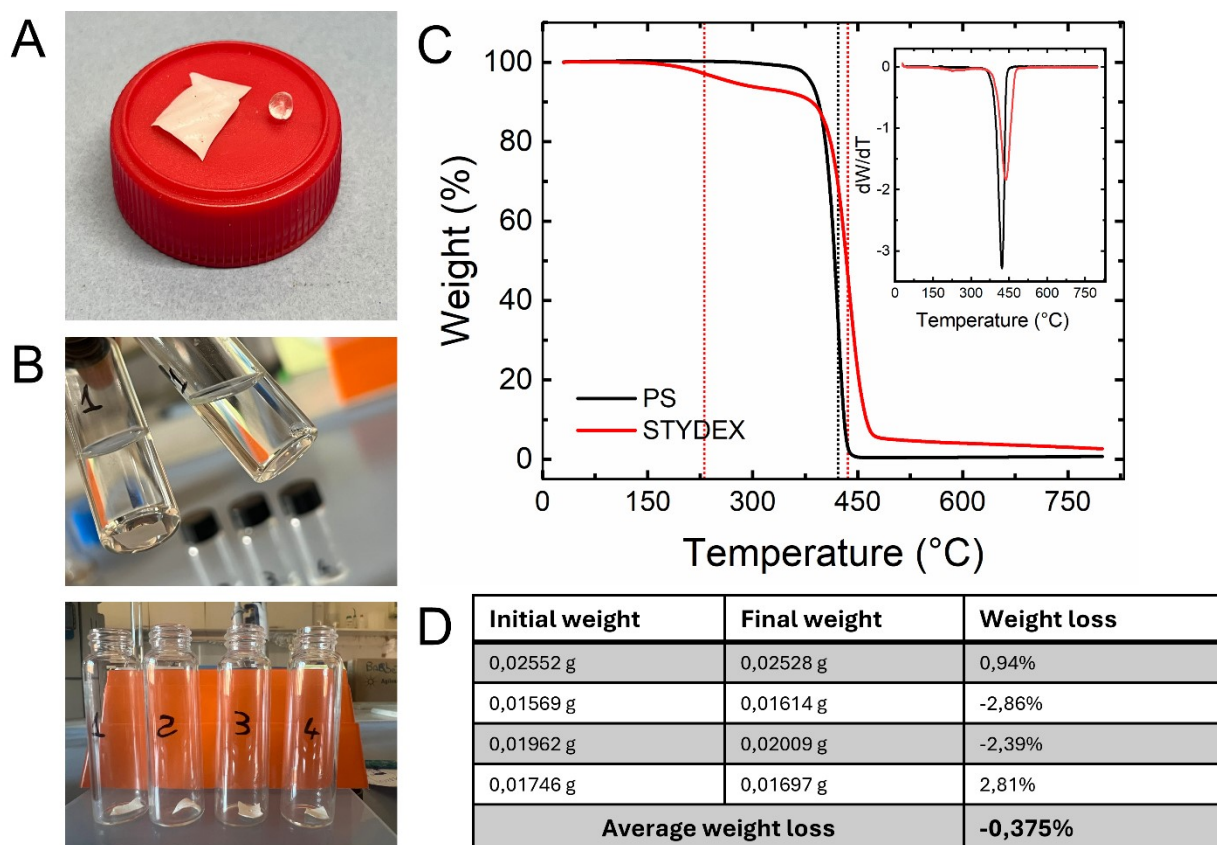 A
B
1
1
1
2
3
4
C
Weight (%)
100
80
60
40
20
0
0
150
300
450
600
750
Temperature (°C)
PS
STYDEX
dW/dT
0
-1
-2
-3
0
150
300
450
600
750
Temperature (°C)
D
Initial weight Final weight Weight loss
0,02552 g 0,02528 g 0,94%
0,01569 g 0,01614 g -2,86%
0,01962 g 0,02009 g -2,39%
0,01746 g 0,01697 g 2,81%
Average weight loss -0,375%